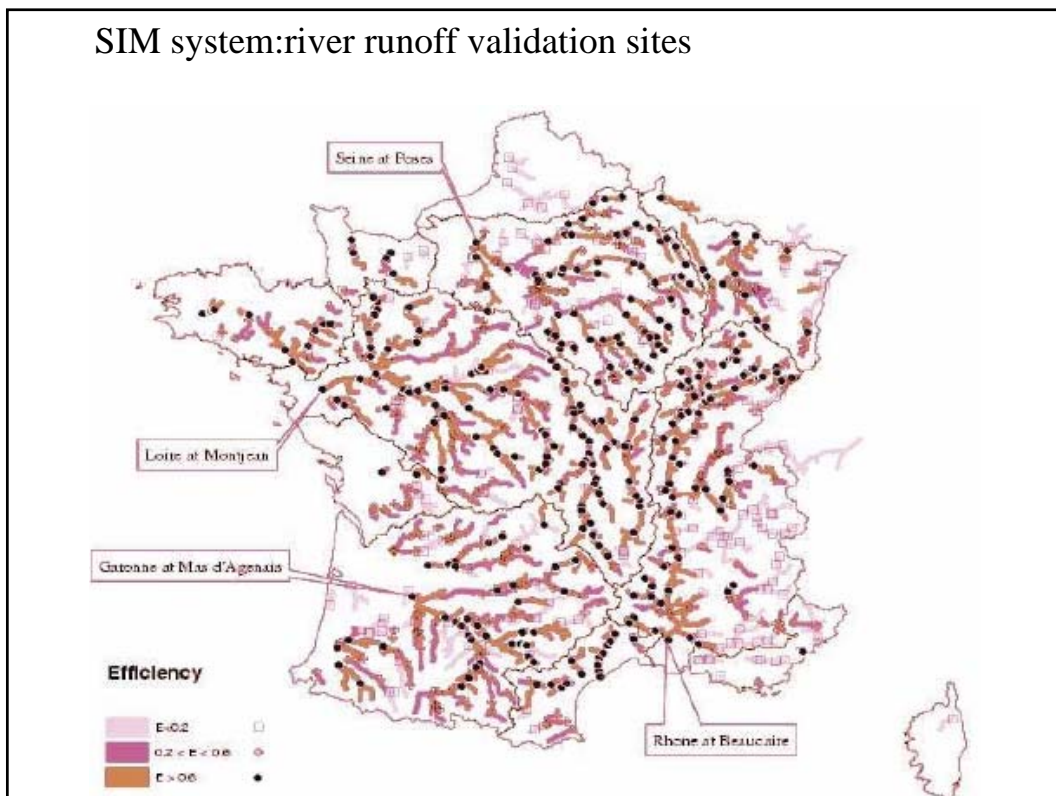 SIM system:river runoff validation sites
Seine at Poses
Loire at Montjean
Garonne at Mas d'Agenais
Rhone at Beaucaire
Efficiency
E<0.2
0.2 < E < 0.6
E > 0.6